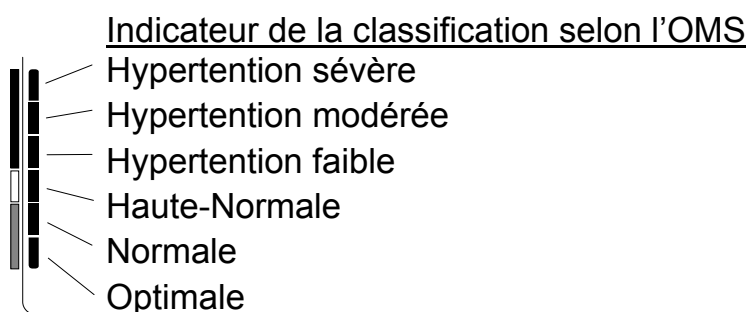 Indicateur de la classification selon l’OMS
Hypertention sévère
Hypertention modérée
Hypertention faible
Haute-Normale
Normale
Optimale